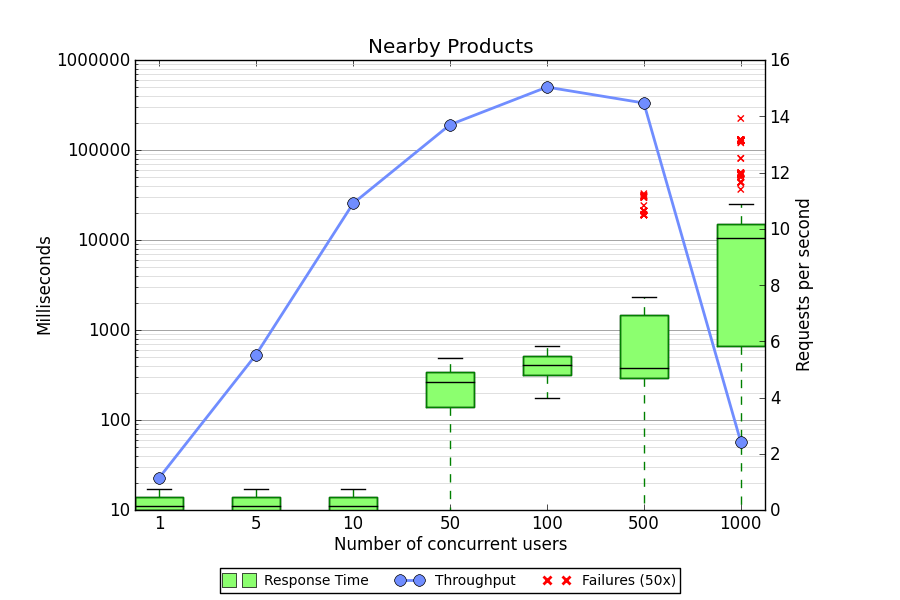 Nearby Products
1000000
100000
10000
1000
100
10
Milliseconds
16
14
12
10
8
6
4
2
0
Requests per second
1 5 10 50 100 500 1000
Number of concurrent users
Response Time Throughput Failures (50x)